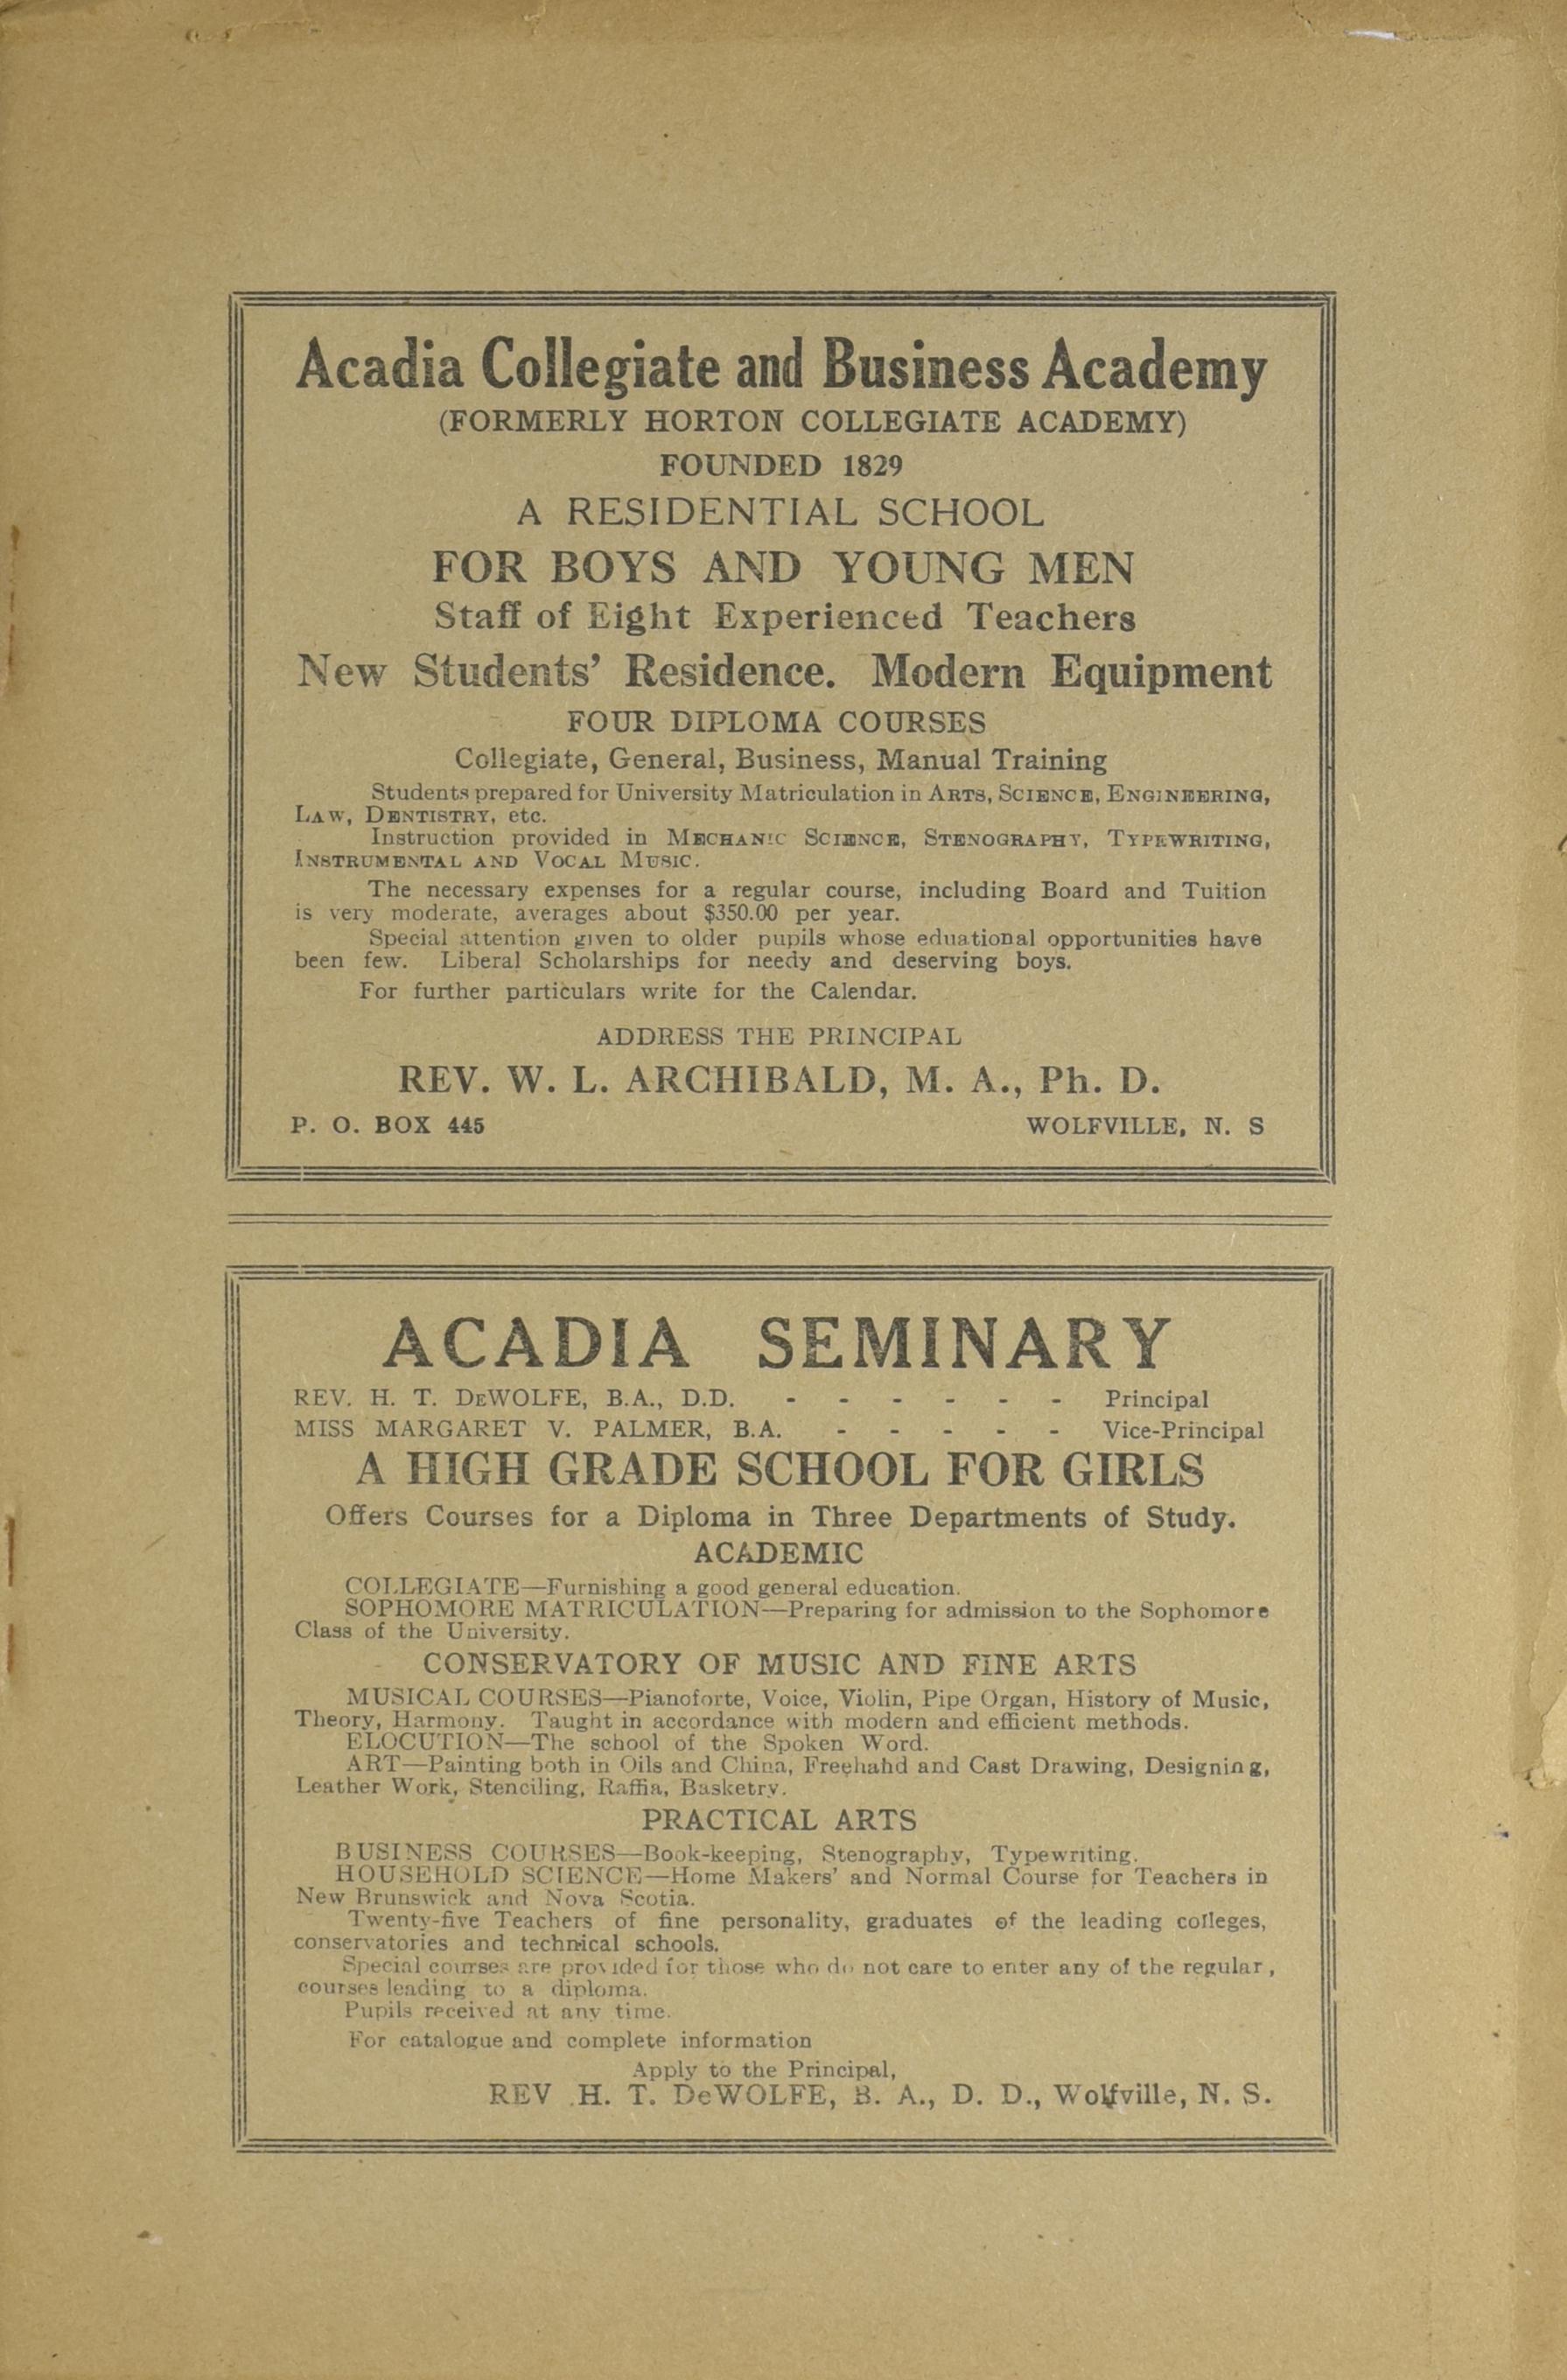 Acadia Collegiate and Business Academy
(FORMERLY HORTON COLLEGIATE ACADEMY)
FOUNDED 1829
A RESIDENTIAL SCHOOL
FOR BOYS AND YOUNG MEN
Staff of Eight Experienced Teachers
New Students' Residence. Modern Equipment
FOUR DIPLOMA COURSES
Collegiate, General, Business, Manual Training
Students prepared for University Matriculation in ARTS, SCIENCE, ENGINEERING,
LAW, DENTISTRY, etc.
Instruction provided in MECHANIC SCIENCE, STENOGRAPHY, TYPEWRITING,
INSTRUMENTAL AND VOCAL MUSIC.
The necessary expenses for a regular course, including Board and Tuition
is very moderate, averages about $350.00 per year.
Special attention given to older pupils whose eduational opportunities have
been few. Liberal Scholarships for needy and deserving boys.
For further particulars write for the Calendar.
ADDRESS THE PRINCIPAL
REV. W. L. ARCHIBALD, M. A., Ph. D.
P. O. BOX 445 WOLFVILLE, N. S
ACADIA SEMINARY
REV. H. T. DEWOLFE, B.A., D.D. - - - - - - Principal
MISS MARGARET V. PALMER, B.A. - - - - - Vice-Principal
A HIGH GRADE SCHOOL FOR GIRLS
Offers Courses for a Diploma in Three Departments of Study.
ACADEMIC
COLLEGIATE—Furnishing a good general education.
SOPHOMORE MATRICULATION—Preparing for admission to the Sophomore
Class of the University.
CONSERVATORY OF MUSIC AND FINE ARTS
MUSICAL COURSES—Pianoforte, Voice, Violin, Pipe Organ, History of Music,
Theory, Harmony. Taught in accordance with modern and efficient methods.
ELOCUTION—The school of the Spoken Word.
ART—Painting both in Oils and China, Freehahd and Cast Drawing, Designing,
Leather Work, Stenciling, Raffia, Basketry.
PRACTICAL ARTS
BUSINESS COURSES—Book-keeping, Stenography, Typewriting.
HOUSEHOLD SCIENCE—Home Makers' and Normal Course for Teachers in
New Brunswick and Nova Scotia.
Twenty-five Teachers of fine personality, graduates of the leading colleges,
conservatories and technical schools.
Special courses are provided for those who do not care to enter any of the regular,
courses leading to a diploma.
Pupils received at any time.
For catalogue and complete information
Apply to the Principal,
REV .H. T. DeWOLFE, B. A., D. D., Wolfville, N. S.